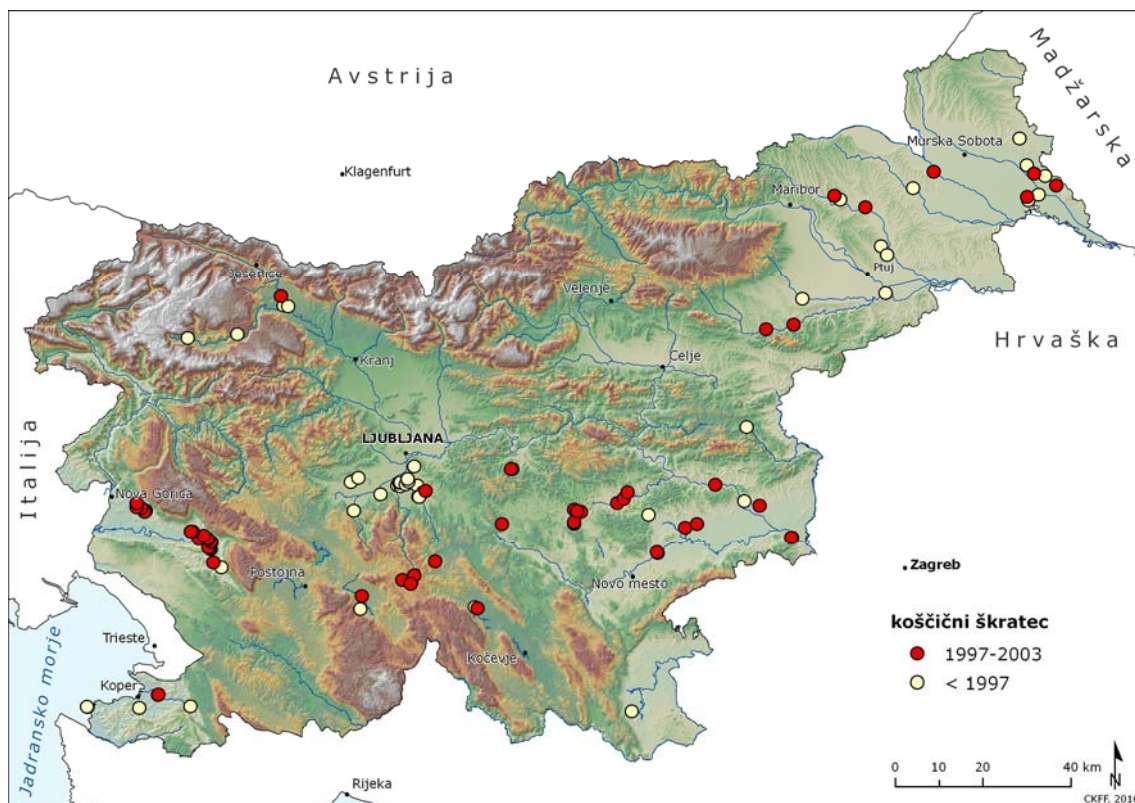 Avstrija
Madžarska
Klagenfurt
Murska Sobota
Maribor
Jesenice
Ptuj
Velenje
Hrvaška
Kranj
Celje
Italija
LJUBLJANA
Nova Gorica
Postojna
Novo mesto
Zagreb
Trieste
Kočevje
koščični škratec
1997-2003
< 1997
Koper
Jadransko morje
Rijeka
0 10 20 40 km
N
CKFF, 2010